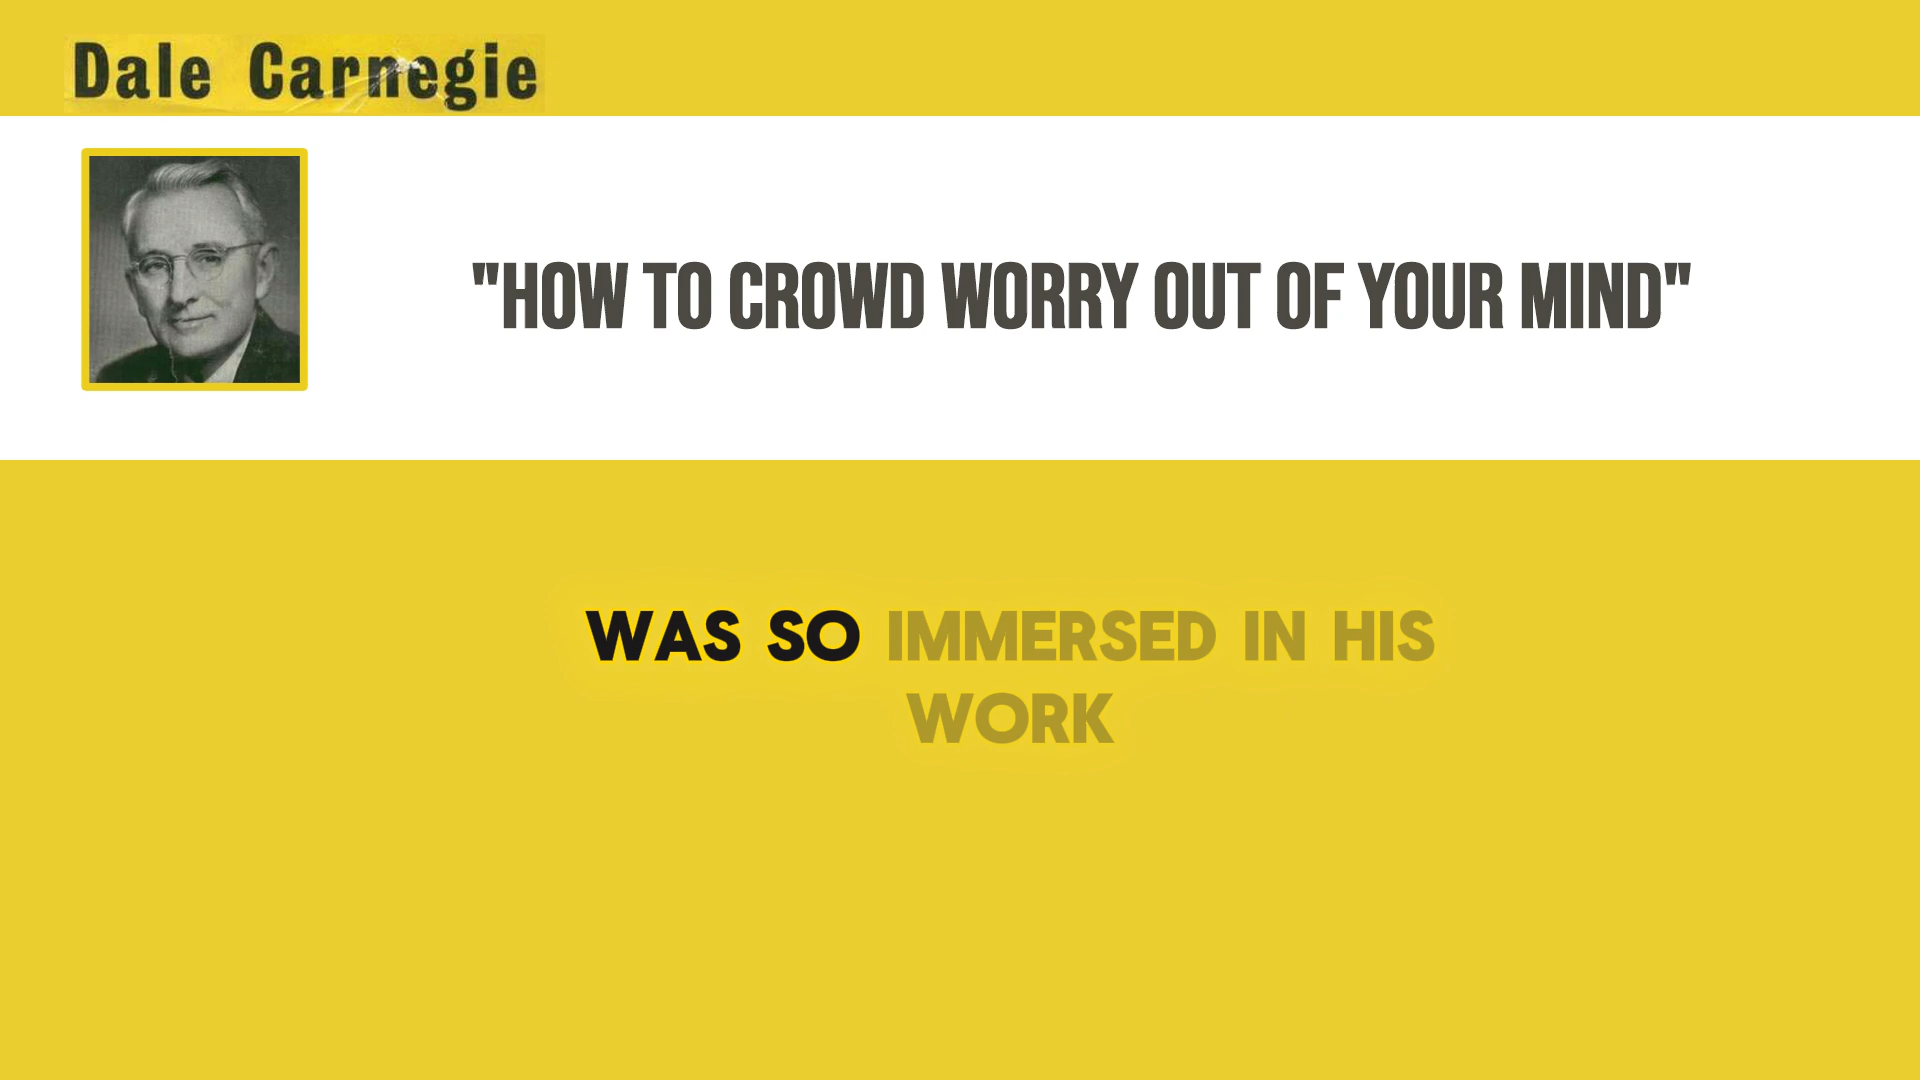 Dale Carnegie
"HOW TO CROWD WORRY OUT OF YOUR MIND"
WAS SO IMMERSED IN HIS
WORK